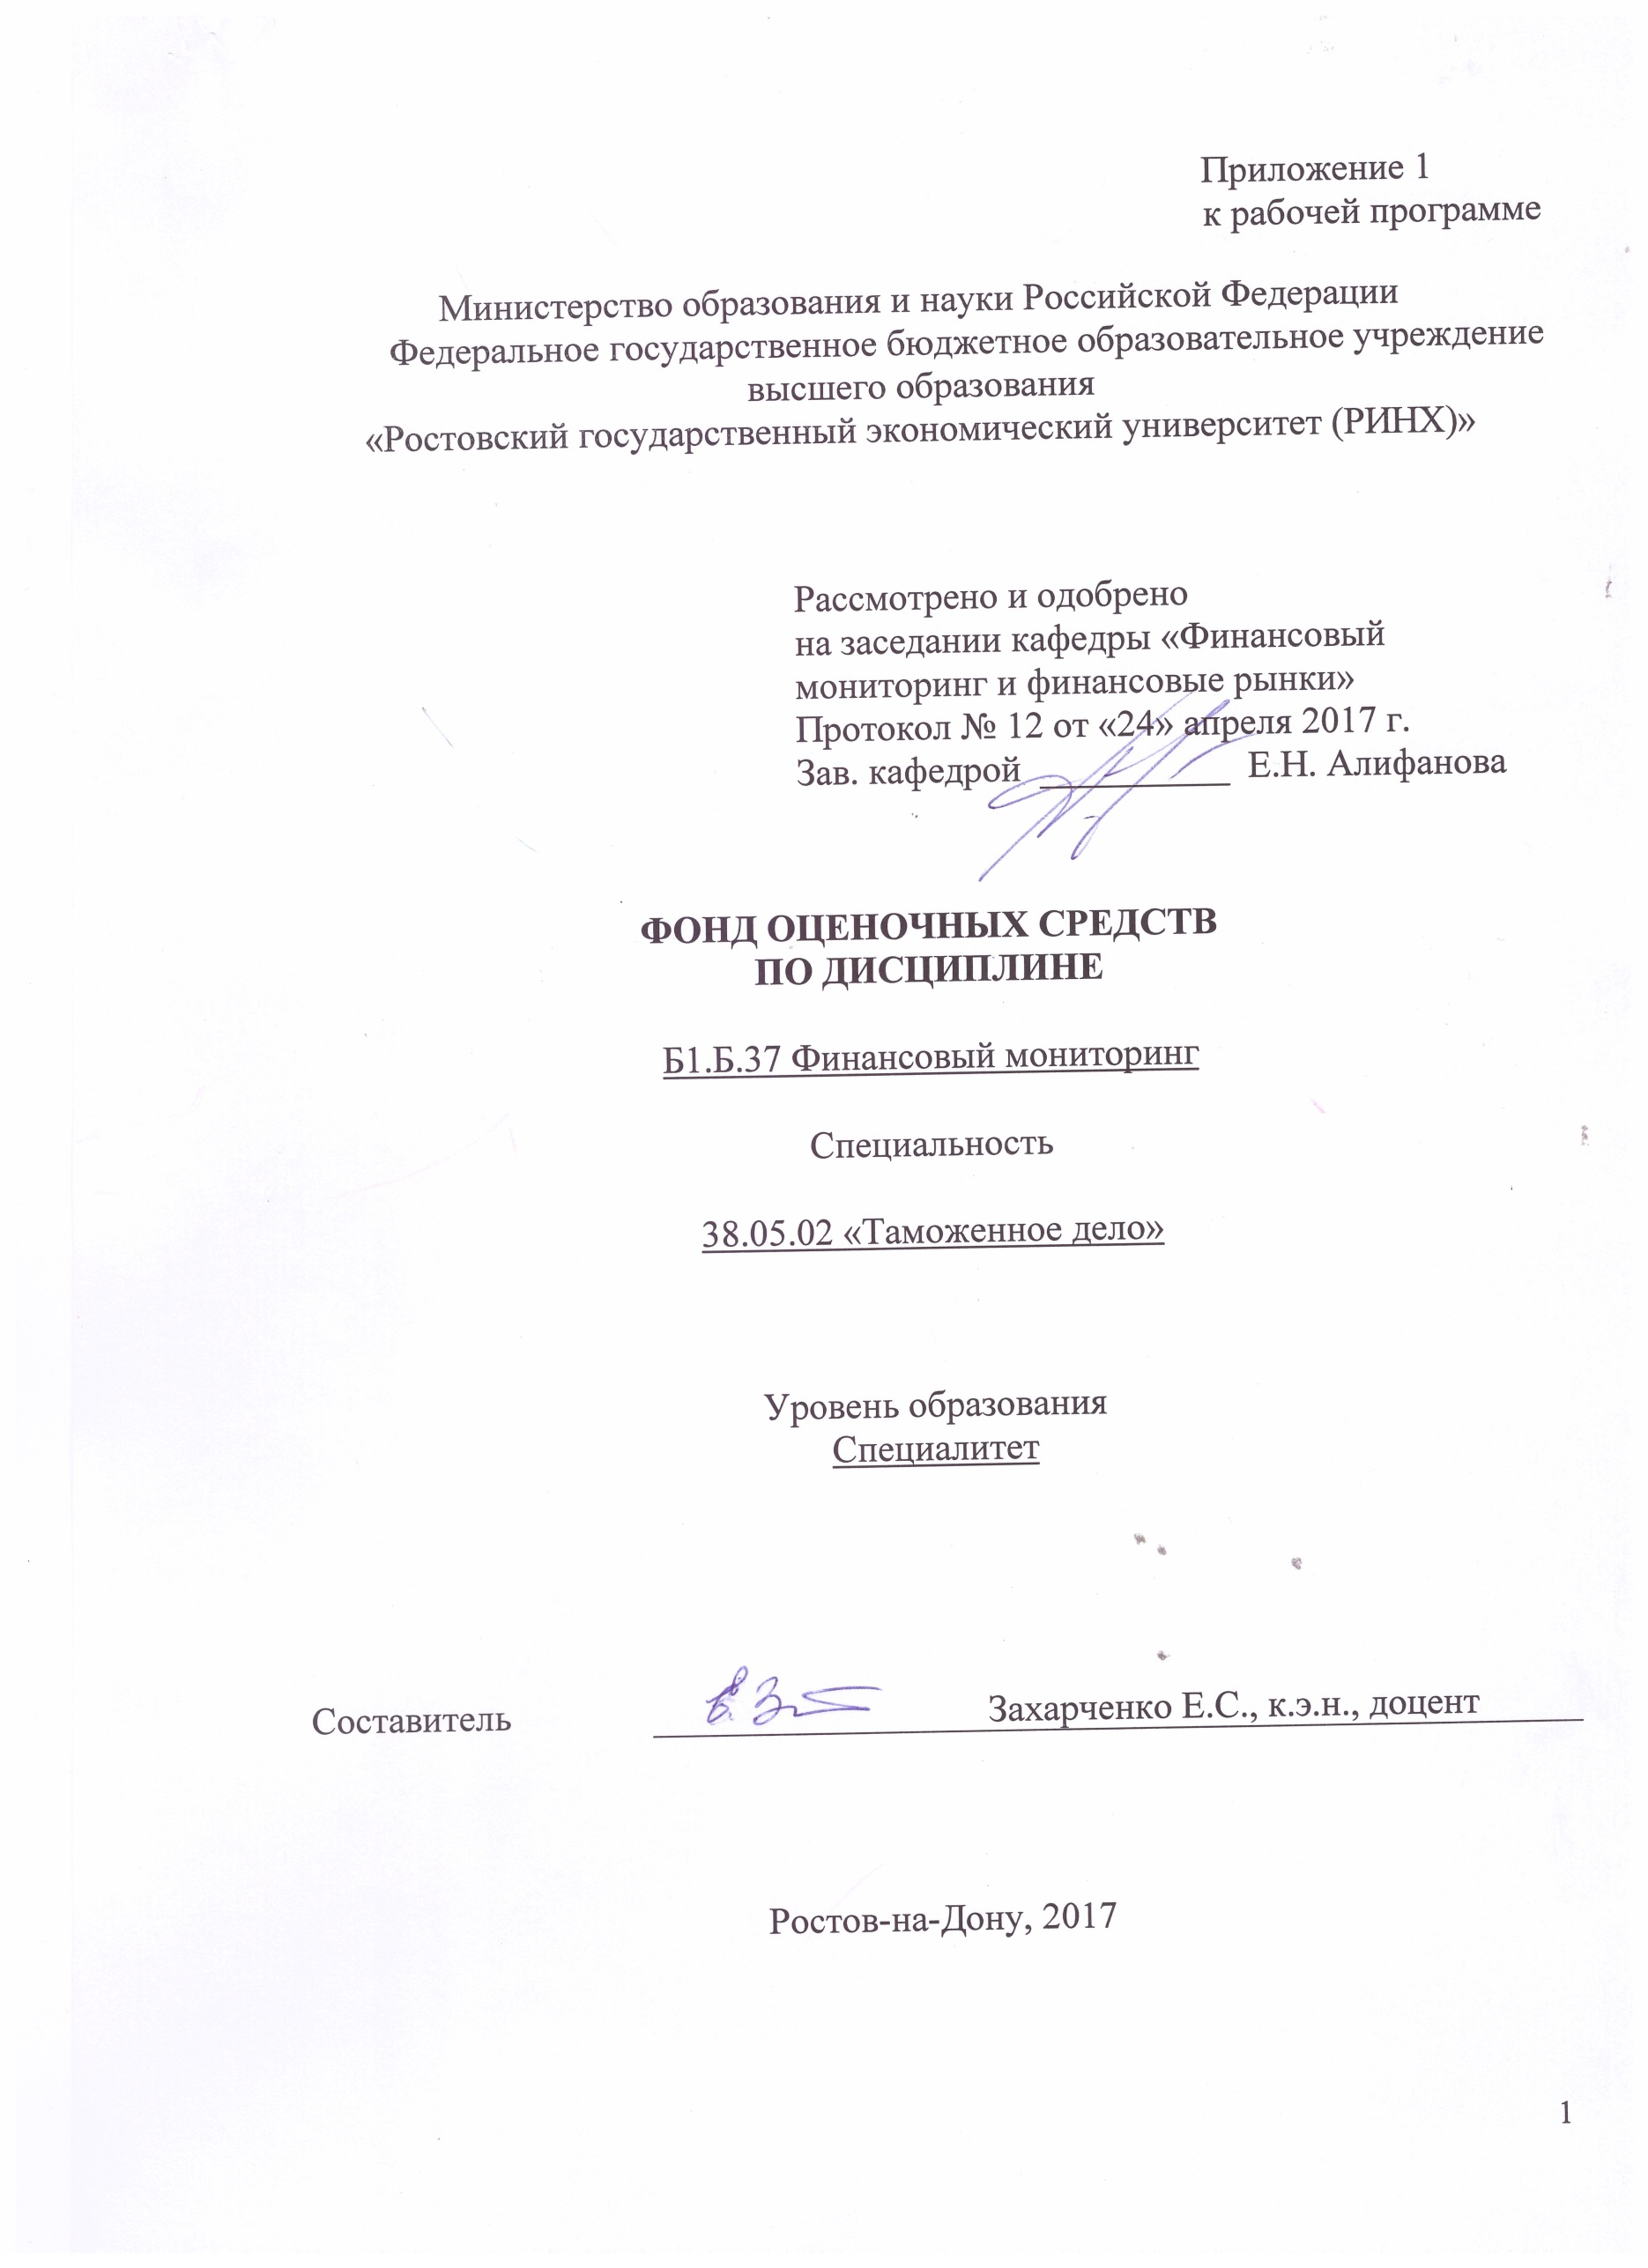 Приложение 1
к рабочей программе
Министерство образования и науки Российской Федерации
Федеральное государственное бюджетное образовательное учреждение
высшего образования
«Ростовский государственный экономический университет (РИНХ)»
Рассмотрено и одобрено
на заседании кафедры «Финансовый
мониторинг и финансовые рынки»
Протокол № 12 от «24» апреля 2017 г.
Зав. кафедрой __________ Е.Н. Алифанова
ФОНД ОЦЕНОЧНЫХ СРЕДСТВ
ПО ДИСЦИПЛИНЕ
Б1.Б.37 Финансовый мониторинг
Специальность
38.05.02 «Таможенное дело»
Уровень образования
Специалитет
Составитель Захарченко Е.С., к.э.н., доцент
Ростов-на-Дону, 2017
1